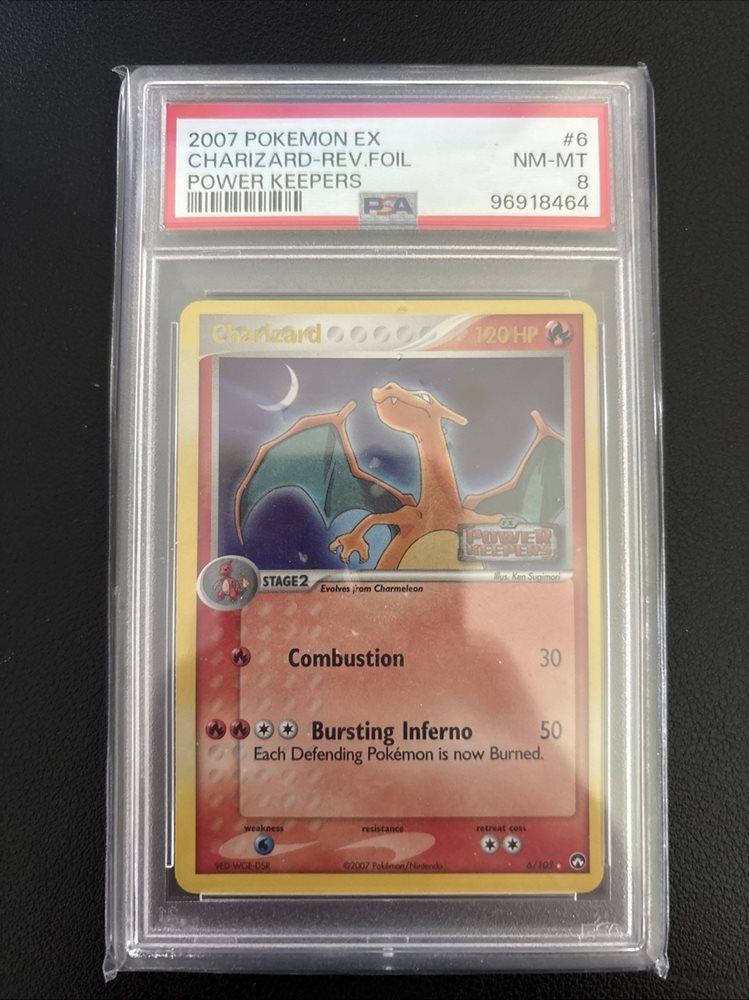 2007 POKEMON EX #6
CHARIZARD-REV.FOIL NM-MT
POWER KEEPERS 8
PSA 96918464
Charizard 120 HP
EX
POWER
KEEPERS
STAGE2
Illus. Ken Sugimori
Evolves from Charmeleon
Combustion 30
Bursting Inferno 50
Each Defending Pokémon is now Burned.
weakness resistance retreat cost
©2007 Pokémon/Nintendo 6/108